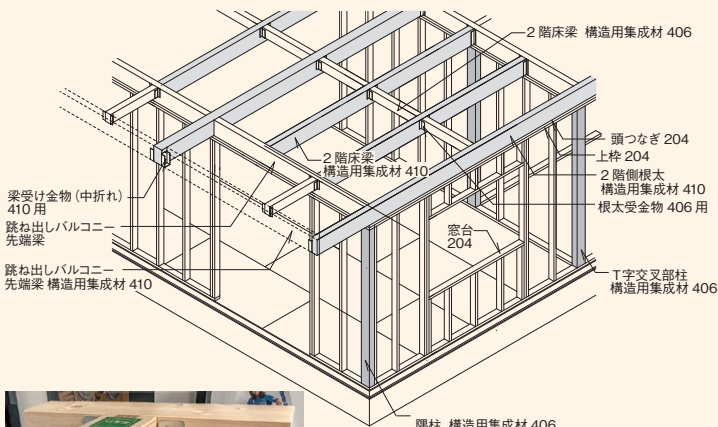 2階床梁 構造用集成材 406
2階床梁
構造用集成材 410
頭つなぎ 204
上枠 204
2階側根太
構造用集成材 410
根太受金物 406 用
梁受け金物（中折れ）
410 用
跳ね出しバルコニー
先端梁
窓台
204
跳ね出しバルコニー
先端梁 構造用集成材 410
T字交叉部柱
構造用集成材 406
隅柱 構造用集成材 406